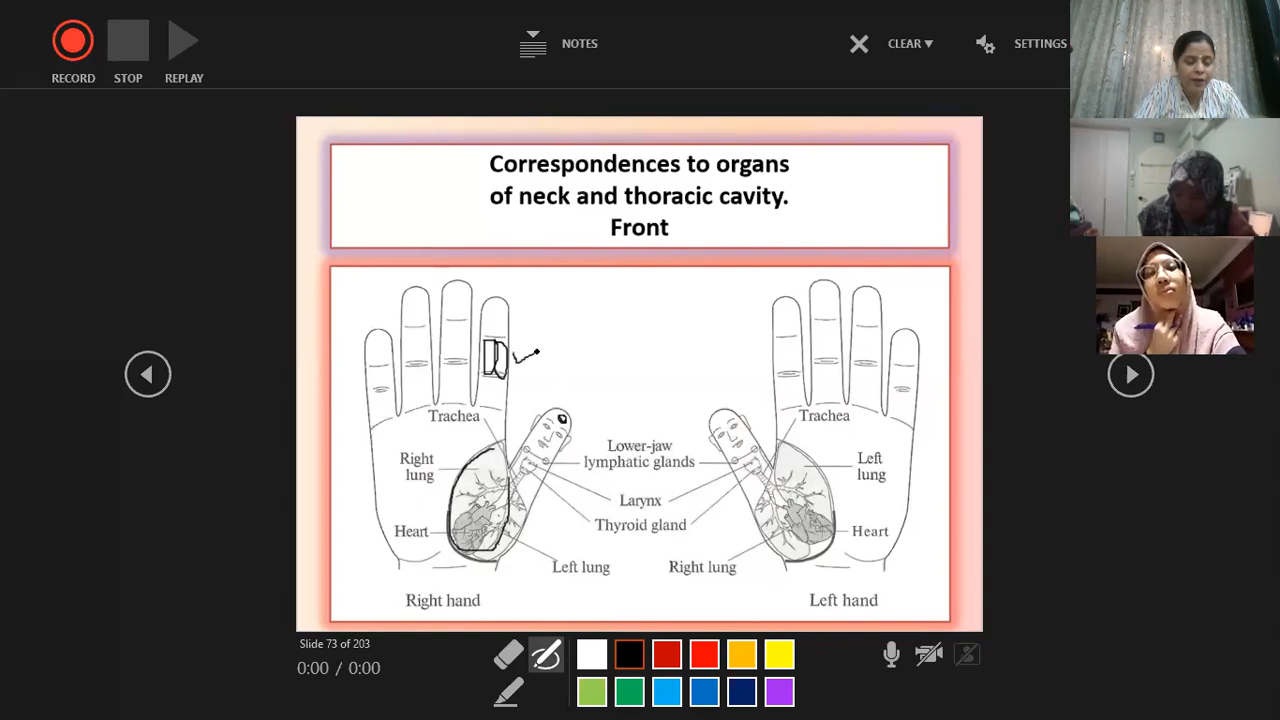 RECORD
STOP
REPLAY
NOTES
CLEAR
SETTINGS
Correspondences to organs
of neck and thoracic cavity.
Front
Trachea
Right
lung
Heart
Left lung
Right hand
Lower-jaw
lymphatic glands
Larynx
Thyroid gland
Trachea
Left
lung
Heart
Right lung
Left hand
Slide 73 of 203
0:00 / 0:00